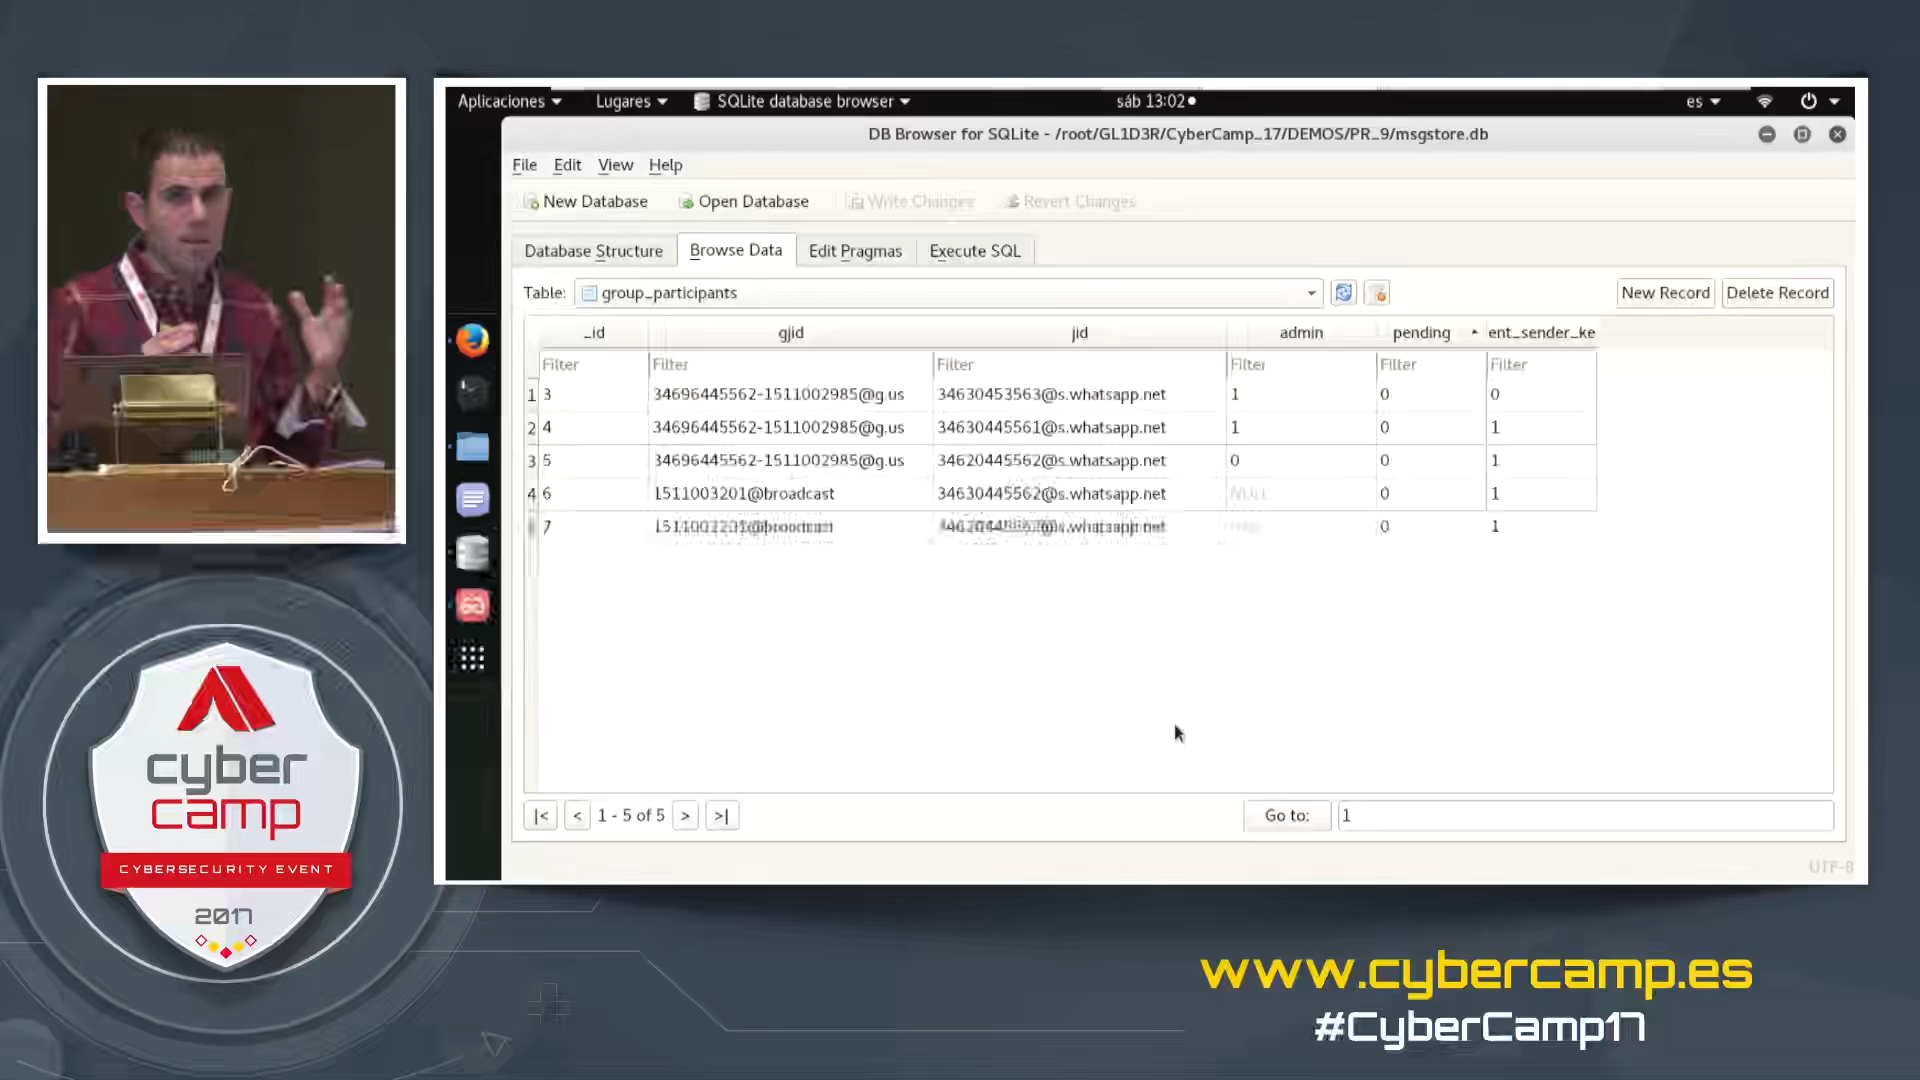 Aplicaciones Lugares SQLite database browser sáb 13:02 es
DB Browser for SQLite - /root/GL1D3R/CyberCamp_17/DEMOS/PR_9/msgstore.db
File Edit View Help
New Database Open Database Write Changes Revert Changes
Database Structure Browse Data Edit Pragmas Execute SQL
Table: group_participants New Record Delete Record
_id gjid jid admin pending ent_sender_ke
Filter Filter Filter Filter Filter Filter
1 3 34696445562-1511002985@g.us 34630453563@s.whatsapp.net 1 0 0
2 4 34696445562-1511002985@g.us 34630445561@s.whatsapp.net 1 0 1
3 5 34696445562-1511002985@g.us 34620445562@s.whatsapp.net 0 0 1
4 6 1511003201@broadcast 34630445562@s.whatsapp.net NULL 0 1
7 0 1
|< < 1 - 5 of 5 > >| Go to: 1
UTF-8
cyber
camp
CYBERSECURITY EVENT
2017
www.cybercamp.es
#CyberCamp17